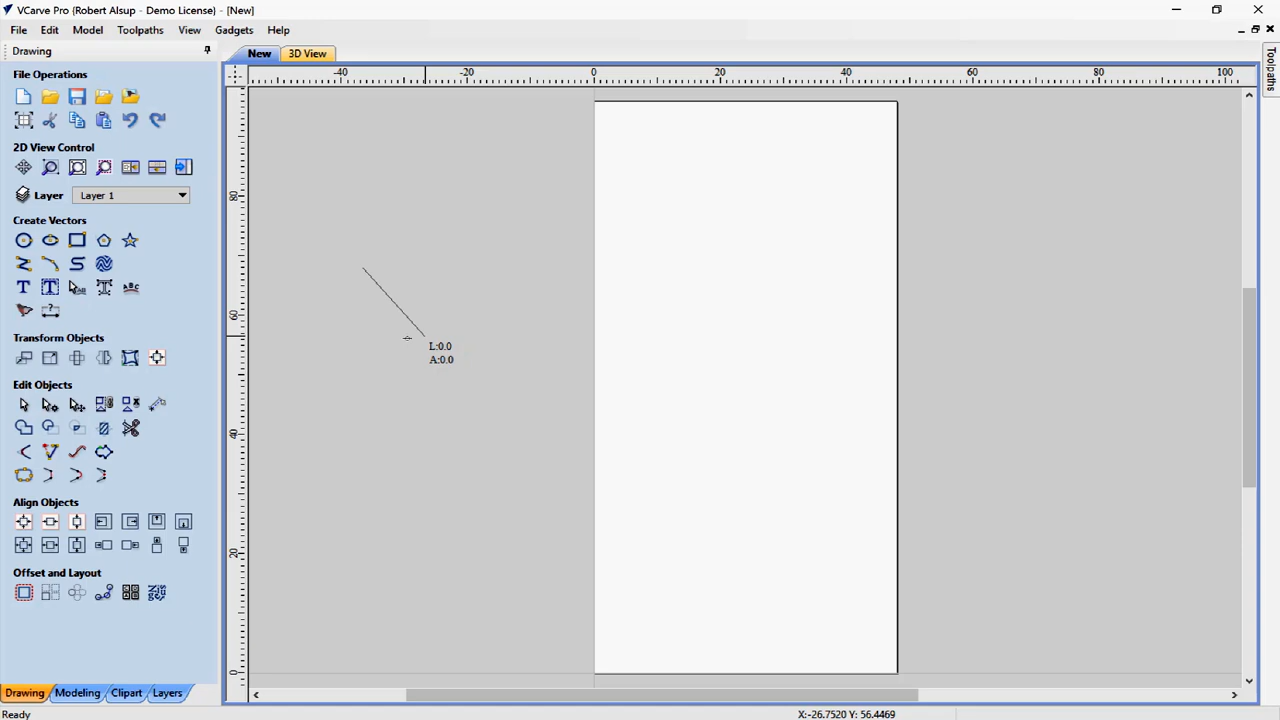 VCarve Pro {Robert Alsup - Demo License} - [New]
File Edit Model Toolpaths View Gadgets Help
Drawing
New 3D View
Toolpaths
File Operations
2D View Control
Layer Layer 1
Create Vectors
Transform Objects
Edit Objects
Align Objects
Offset and Layout
-40 -20 0 20 40 60 80 100
80
60
40
20
0
L:0.0
A:0.0
Drawing Modeling Clipart Layers
Ready X:-26.7520 Y: 56.4469